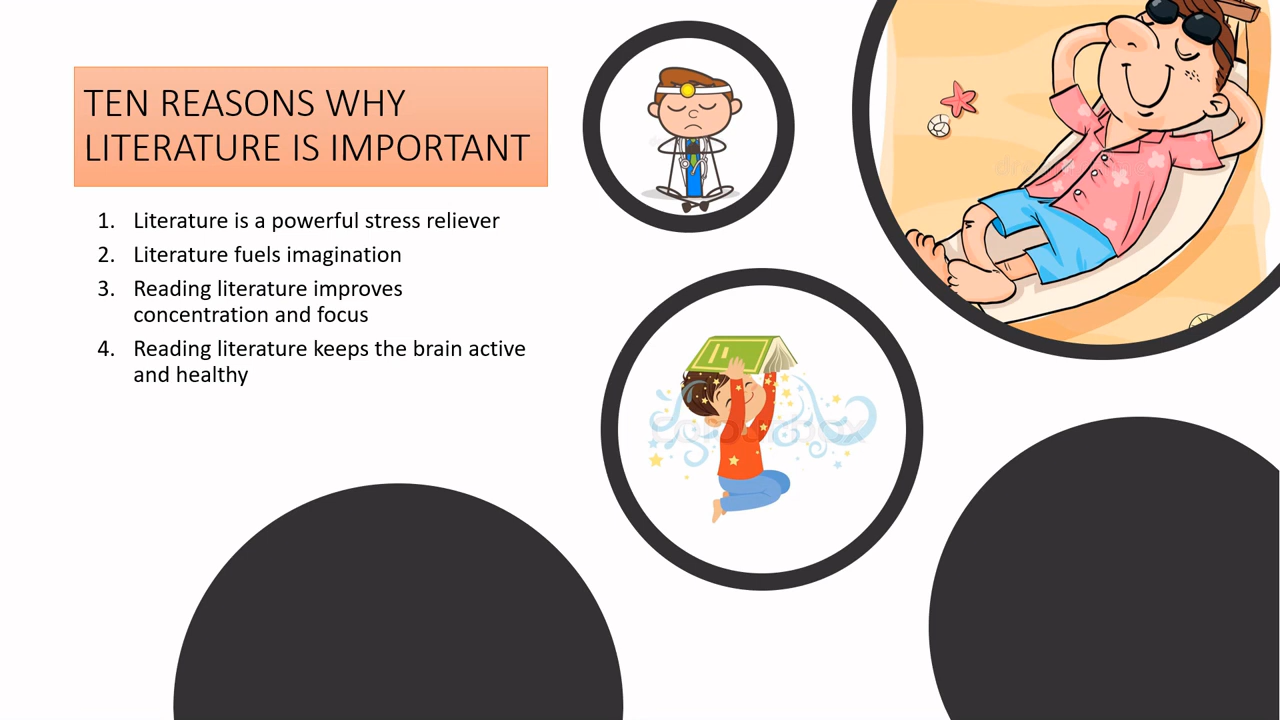 TEN REASONS WHY
LITERATURE IS IMPORTANT
1. Literature is a powerful stress reliever
2. Literature fuels imagination
3. Reading literature improves
concentration and focus
4. Reading literature keeps the brain active
and healthy